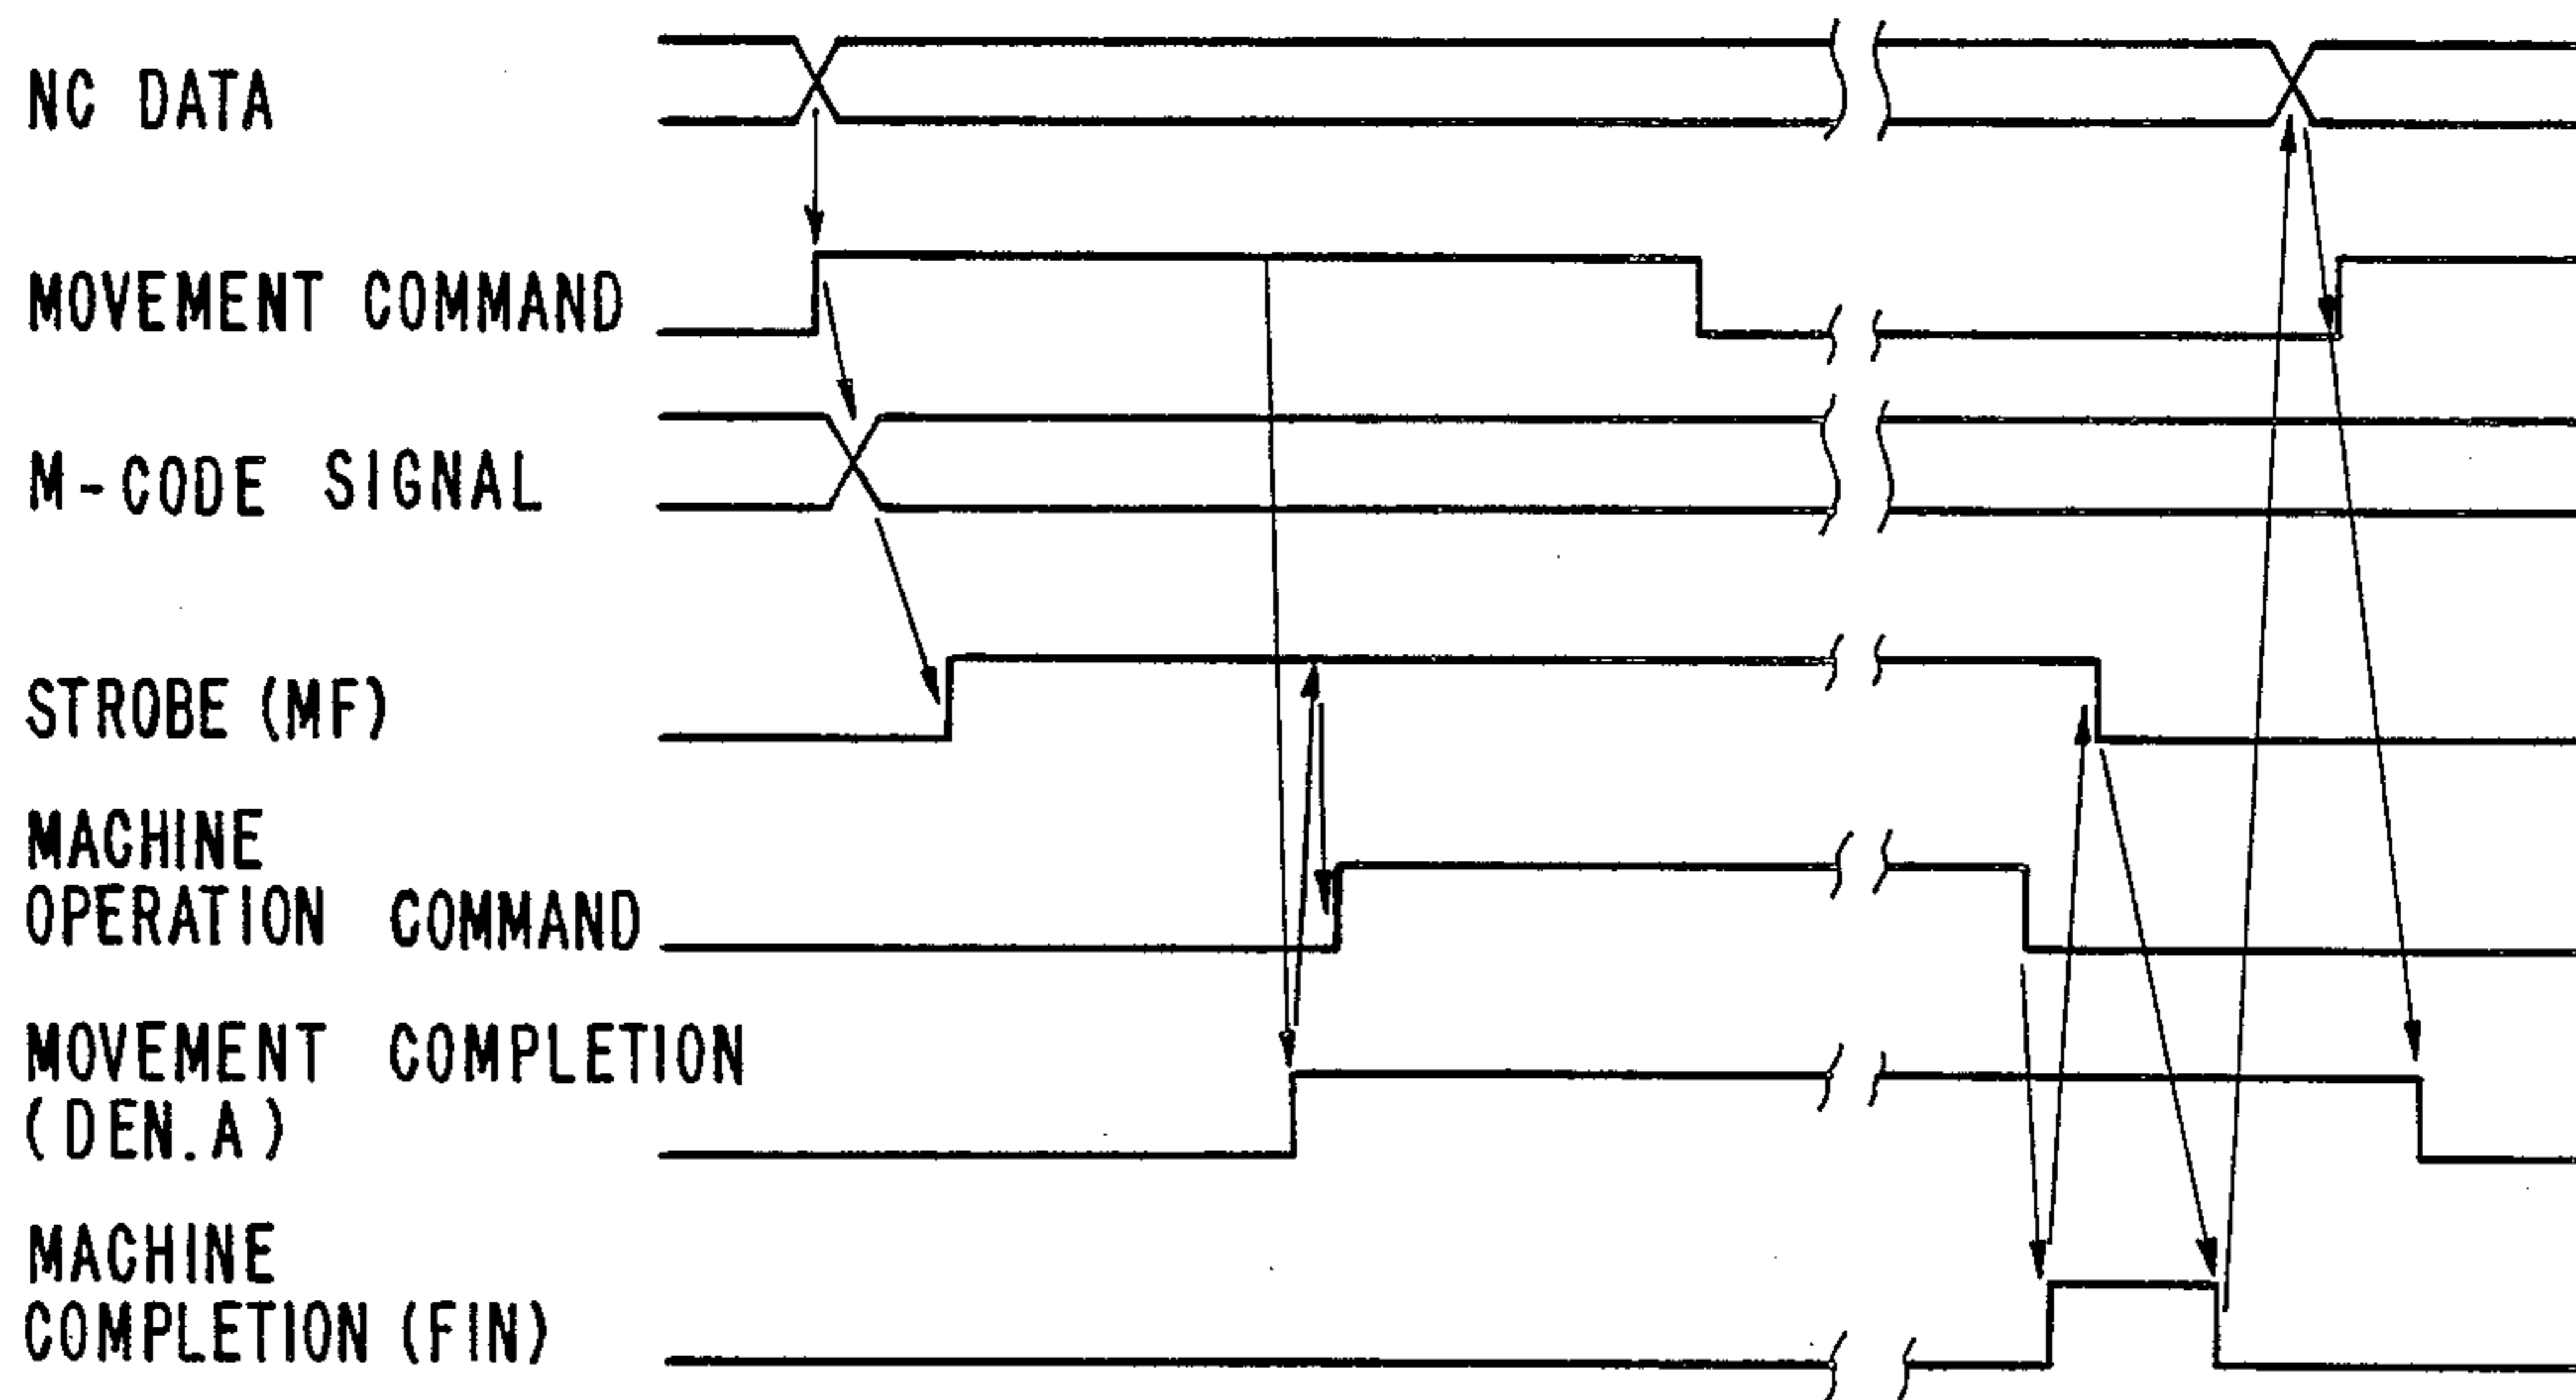 NC DATA
MOVEMENT COMMAND
M-CODE SIGNAL
STROBE (MF)
MACHINE
OPERATION COMMAND
MOVEMENT COMPLETION
(DEN.A)
MACHINE
COMPLETION (FIN)